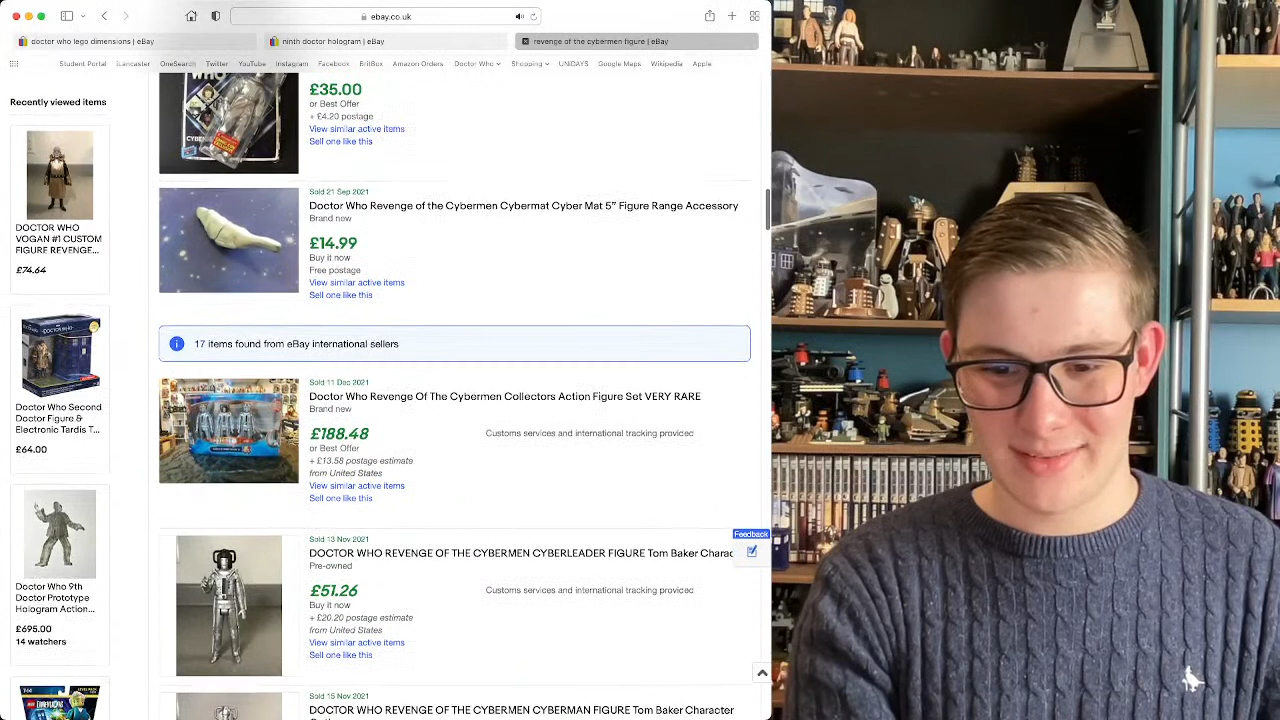 ebay.co.uk
doctor who lego dimensions | eBay
ninth doctor hologram | eBay
revenge of the cybermen figure | eBay
Student Portal iLancaster OneSearch Twitter YouTube Instagram Facebook BritBox Amazon Orders Doctor Who Shopping UNiDAYS Google Maps Wikipedia Apple
Recently viewed items
DOCTOR WHO
VOGAN #1 CUSTOM
FIGURE REVENGE...
£74.64
Doctor Who Second
Doctor Figure &
Electronic Tardis T...
£64.00
Doctor Who 9th
Doctor Prototype
Hologram Action...
£695.00
14 watchers
WHO
£35.00
or Best Offer
+ £4.20 postage
View similar active items
Sell one like this
Sold 21 Sep 2021
Doctor Who Revenge of the Cybermen Cybermat Cyber Mat 5" Figure Range Accessory
Brand new
£14.99
Buy it now
Free postage
View similar active items
Sell one like this
17 items found from eBay international sellers
Sold 11 Dec 2021
Doctor Who Revenge Of The Cybermen Collectors Action Figure Set VERY RARE
Brand new
£188.48
Customs services and international tracking provided
or Best Offer
+ £13.58 postage estimate
from United States
View similar active items
Sell one like this
Feedback
Sold 13 Nov 2021
DOCTOR WHO REVENGE OF THE CYBERMEN CYBERLEADER FIGURE Tom Baker Charac
Pre-owned
£51.26
Customs services and international tracking provided
Buy it now
+ £20.20 postage estimate
from United States
View similar active items
Sell one like this
Sold 15 Nov 2021
DOCTOR WHO REVENGE OF THE CYBERMEN CYBERMAN FIGURE Tom Baker Character